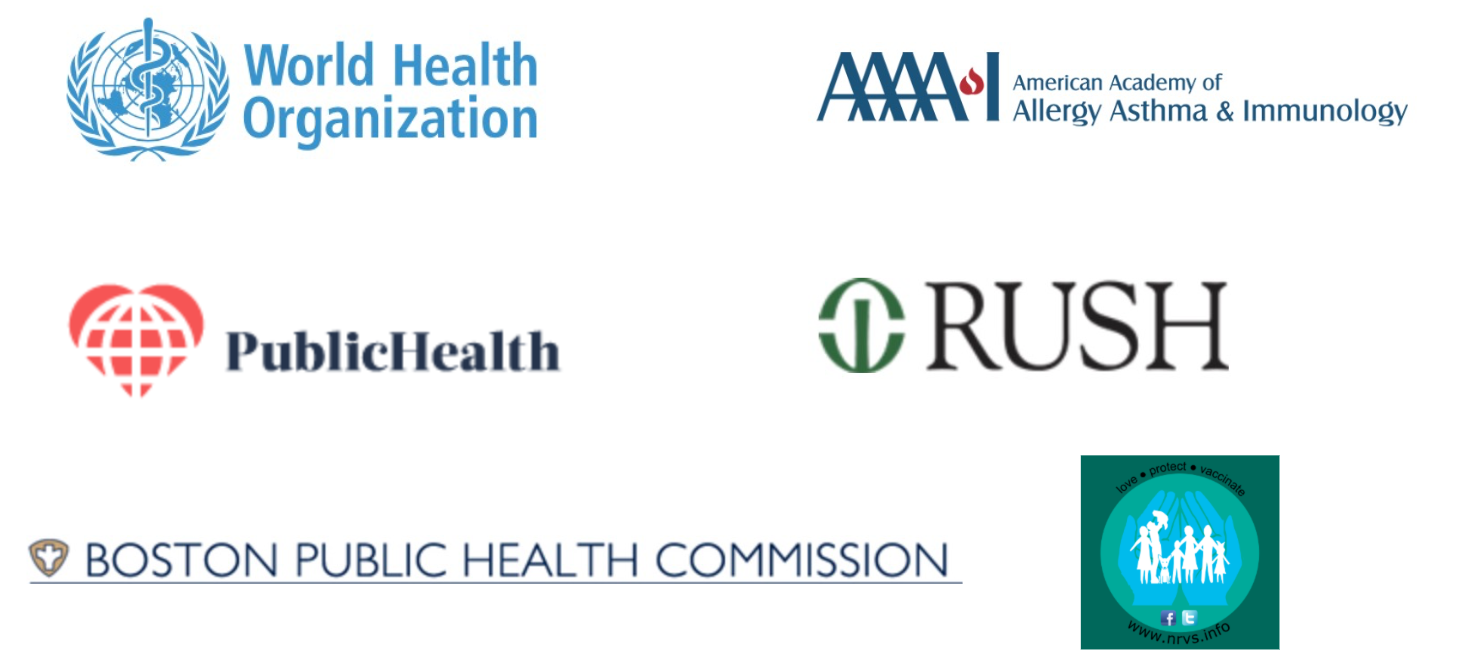 World Health
Organization
AAAAI
American Academy of
Allergy Asthma & Immunology
PublicHealth
RUSH
BOSTON PUBLIC HEALTH COMMISSION
love • protect • vaccinate
f t
www.nrvs.info